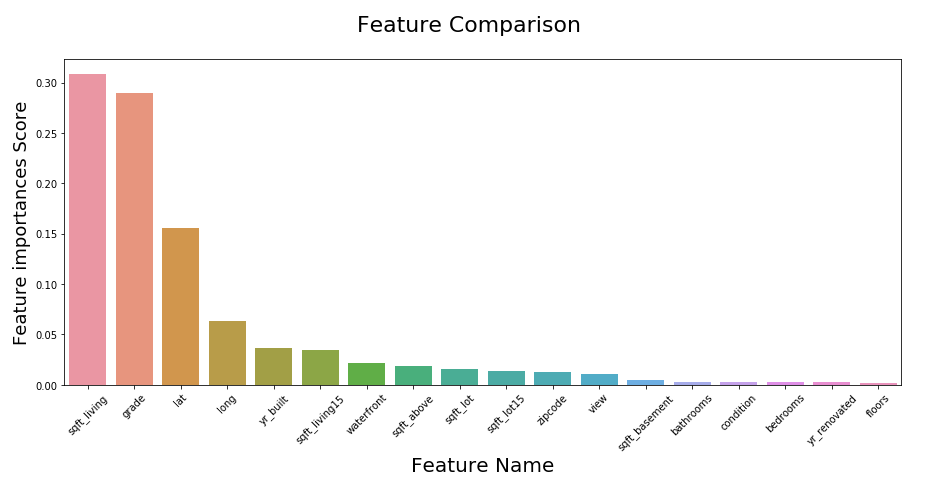 Feature Comparison
Feature importances Score
0.30
0.25
0.20
0.15
0.10
0.05
0.00
sqft_living
grade
lat
long
yr_built
sqft_living15
waterfront
sqft_above
sqft_lot
sqft_lot15
zipcode
view
sqft_basement
bathrooms
condition
bedrooms
yr_renovated
floors
Feature Name